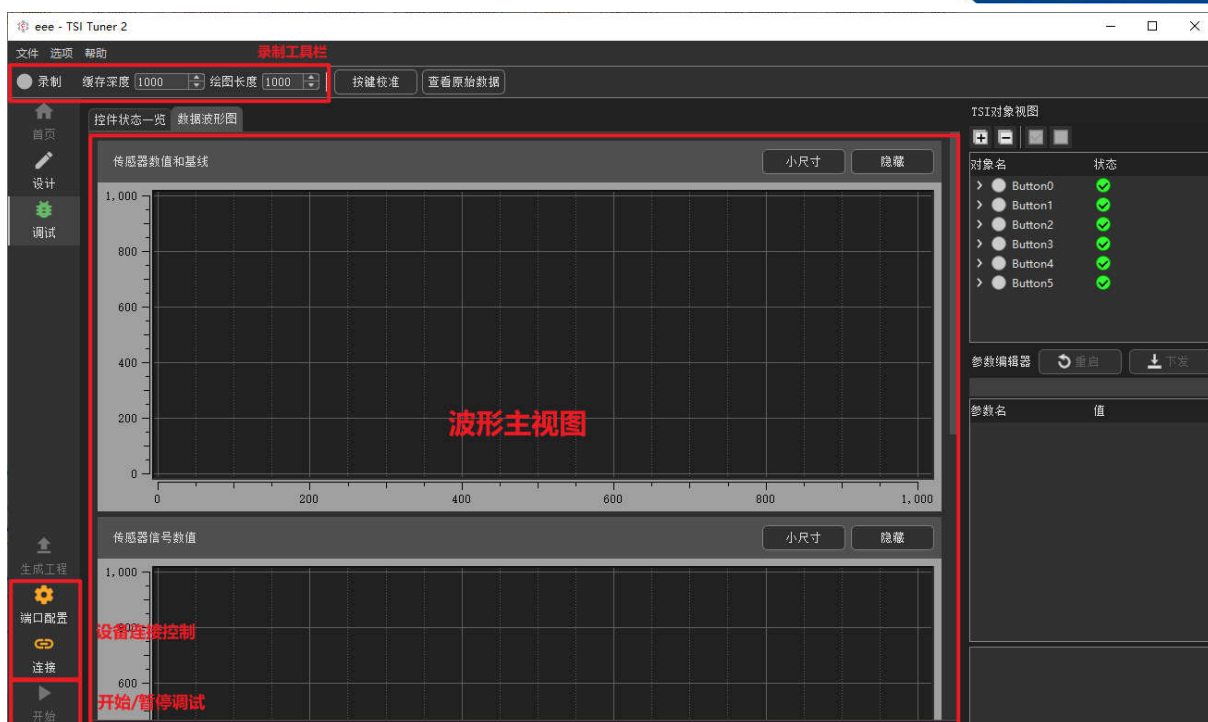 eee - TSI Tuner 2
文件 选项 帮助
录制工具栏
录制 缓存深度 1000 绘图长度 1000 按键校准 查看原始数据
首页
设计
调试
生成工程
端口配置
连接
开始
设备连接控制
开始/暂停调试
控件状态一览 数据波形图
传感器数值和基线 小尺寸 隐藏
1,000
800
600
400
200
0
0 200 400 600 800 1,000
波形主视图
传感器信号数值 小尺寸 隐藏
1,000
800
600
TSI对象视图
对象名 状态
Button0
Button1
Button2
Button3
Button4
Button5
参数编辑器 重启 下发
参数名 值